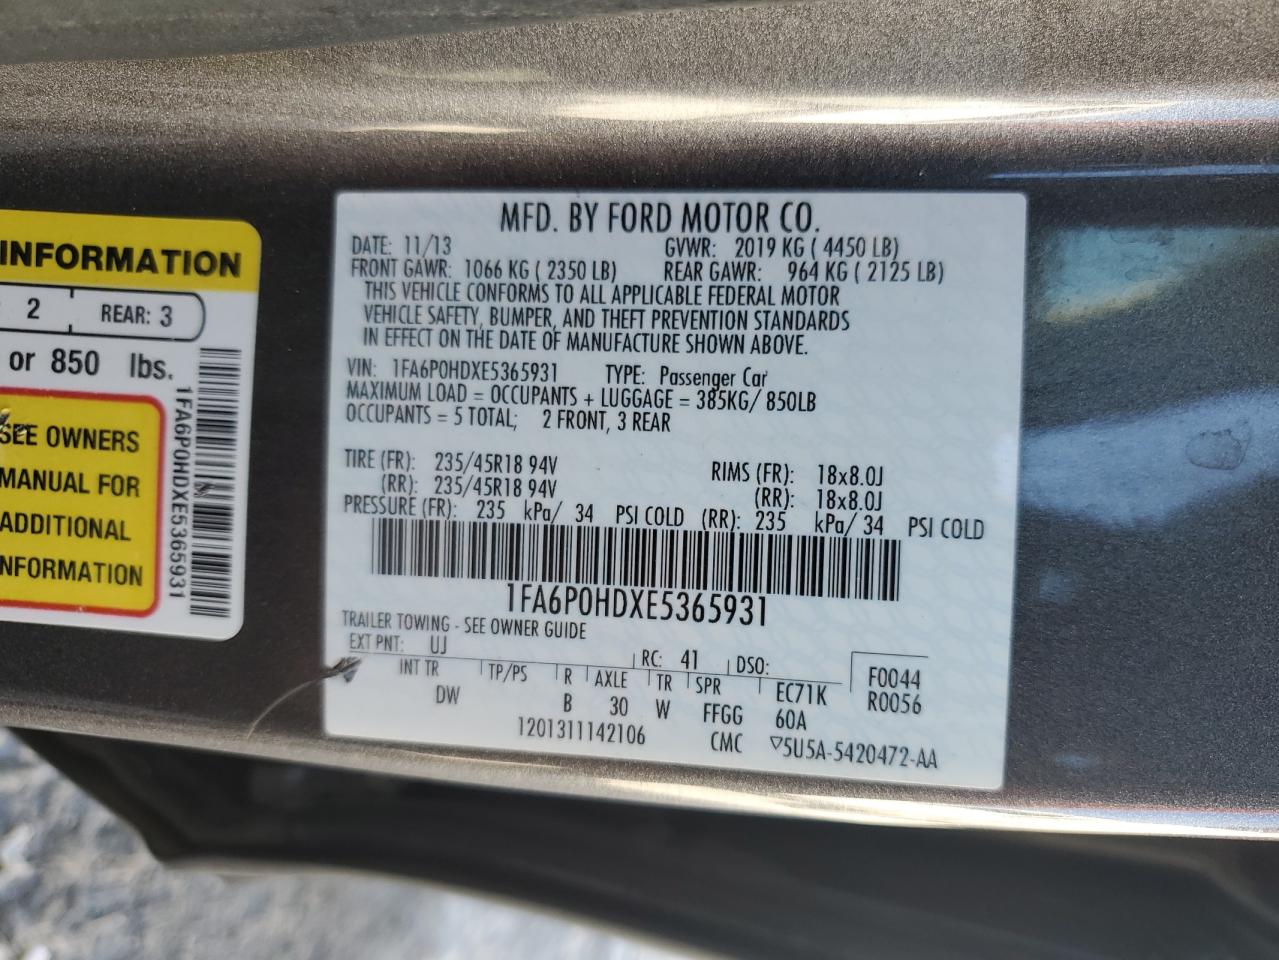 INFORMATION
2 REAR: 3
or 850 lbs.
SEE OWNERS
MANUAL FOR
ADDITIONAL
INFORMATION
1FA6P0HDXE5365931
MFD. BY FORD MOTOR CO.
DATE: 11/13 GVWR: 2019 KG ( 4450 LB)
FRONT GAWR: 1066 KG ( 2350 LB) REAR GAWR: 964 KG ( 2125 LB)
THIS VEHICLE CONFORMS TO ALL APPLICABLE FEDERAL MOTOR
VEHICLE SAFETY, BUMPER, AND THEFT PREVENTION STANDARDS
IN EFFECT ON THE DATE OF MANUFACTURE SHOWN ABOVE.
VIN: 1FA6P0HDXE5365931 TYPE: Passenger Car
MAXIMUM LOAD = OCCUPANTS + LUGGAGE = 385KG/ 850LB
OCCUPANTS = 5 TOTAL; 2 FRONT, 3 REAR
TIRE (FR): 235/45R18 94V RIMS (FR): 18x8.0J
(RR): 235/45R18 94V (RR): 18x8.0J
PRESSURE (FR): 235 kPa/ 34 PSI COLD (RR): 235 kPa/ 34 PSI COLD
1FA6P0HDXE5365931
TRAILER TOWING - SEE OWNER GUIDE
EXT PNT: UJ RC: 41 DSO: F0044
INT TR TP/PS R AXLE TR SPR EC71K R0056
DW B 30 W FFGG 60A
1201311142106 CMC ▽5U5A-5420472-AA